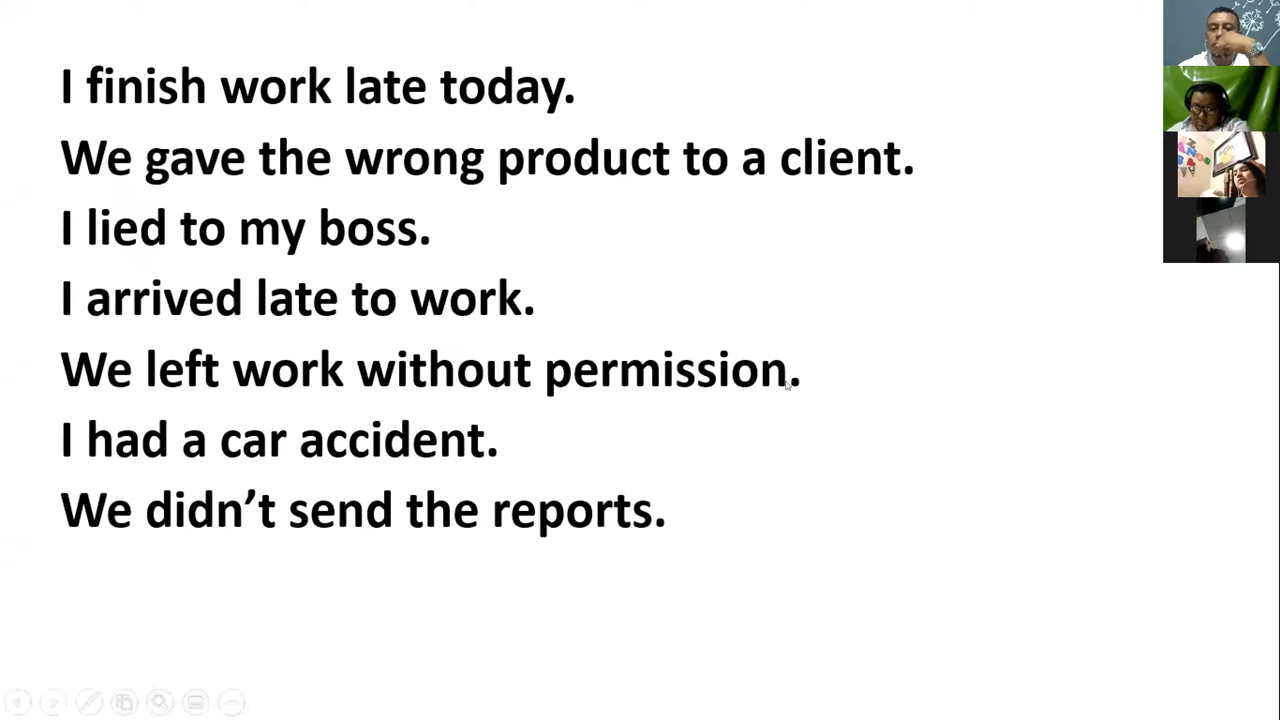 I finish work late today.
We gave the wrong product to a client.
I lied to my boss.
I arrived late to work.
We left work without permission.
I had a car accident.
We didn’t send the reports.